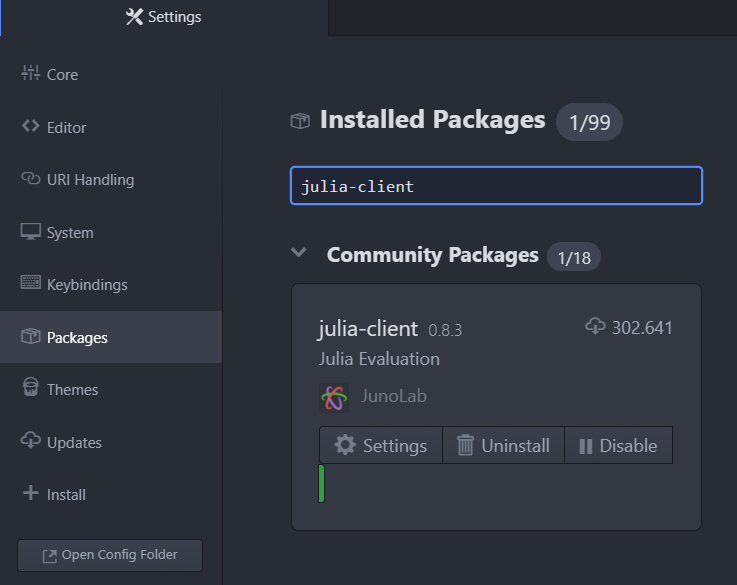 Settings
Core
Editor
URI Handling
System
Keybindings
Packages
Themes
Updates
Install
Open Config Folder
Installed Packages 1/99
julia-client
Community Packages 1/18
julia-client 0.8.3 302.641
Julia Evaluation
JunoLab
Settings Uninstall Disable